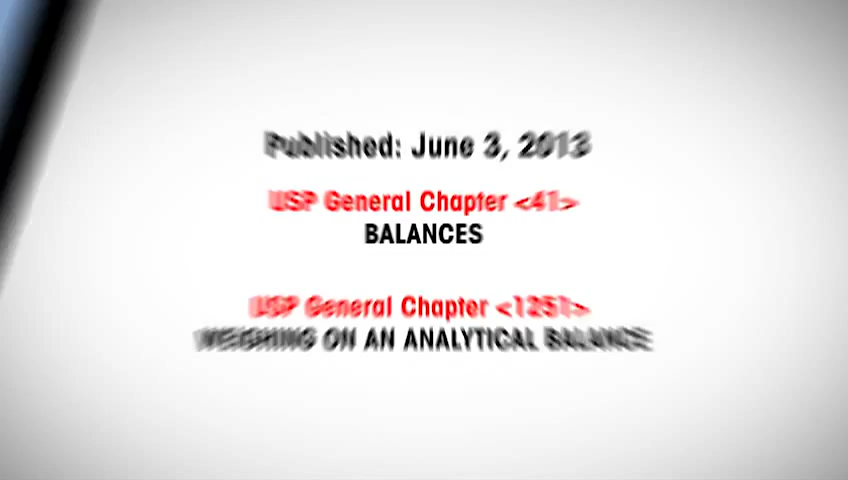 Published: June 3, 2013
USP General Chapter <41>
BALANCES
USP General Chapter <1251>
WEIGHING ON AN ANALYTICAL BALANCE